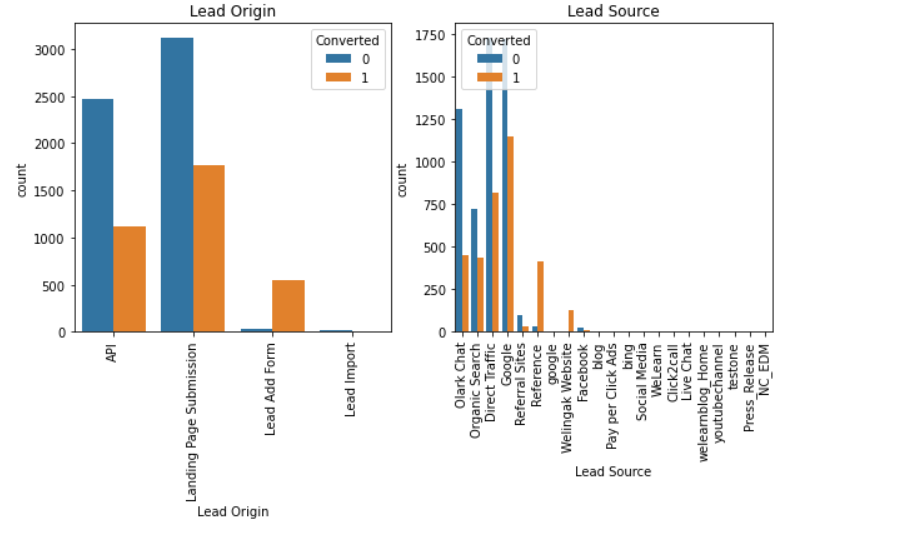 Lead Origin
Converted
0
1
3000
2500
2000
1500
1000
500
0
count
API
Landing Page Submission
Lead Add Form
Lead Import
Lead Origin
Lead Source
Converted
0
1
1750
1500
1250
1000
750
500
250
0
count
Olark Chat
Organic Search
Direct Traffic
Google
Referral Sites
Reference
google
Welingak Website
Facebook
blog
Pay per Click Ads
bing
Social Media
WeLearn
Click2call
Live Chat
welearnblog_Home
youtubechannel
testone
Press_Release
NC_EDM
Lead Source